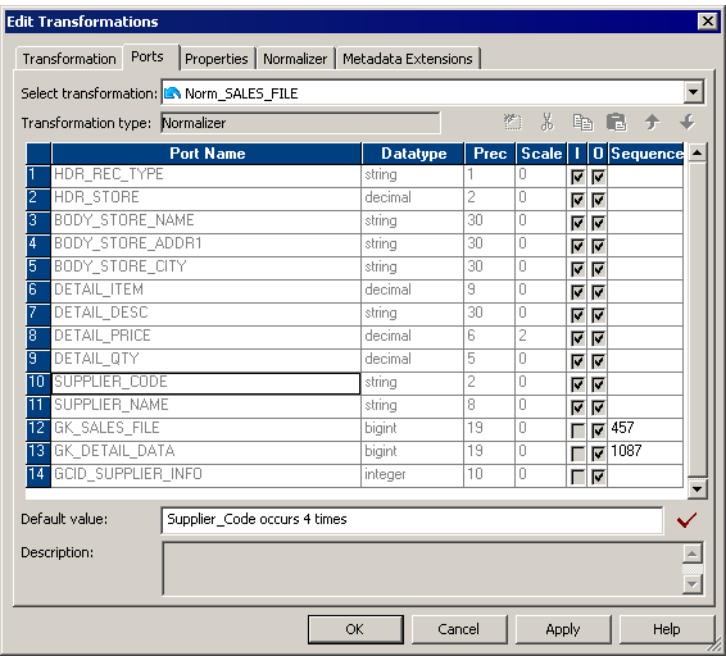 Edit Transformations
Transformation Ports Properties Normalizer Metadata Extensions
Select transformation: Norm_SALES_FILE
Transformation type: Normalizer
Port Name Datatype Prec Scale I O Sequence
1 HDR_REC_TYPE string 1 0
2 HDR_STORE decimal 2 0
3 BODY_STORE_NAME string 30 0
4 BODY_STORE_ADDR1 string 30 0
5 BODY_STORE_CITY string 30 0
6 DETAIL_ITEM decimal 9 0
7 DETAIL_DESC string 30 0
8 DETAIL_PRICE decimal 6 2
9 DETAIL_QTY decimal 5 0
10 SUPPLIER_CODE string 2 0
11 SUPPLIER_NAME string 8 0
12 GK_SALES_FILE bigint 19 0 457
13 GK_DETAIL_DATA bigint 19 0 1087
14 GCID_SUPPLIER_INFO integer 10 0
Default value: Supplier_Code occurs 4 times
Description:
OK Cancel Apply Help